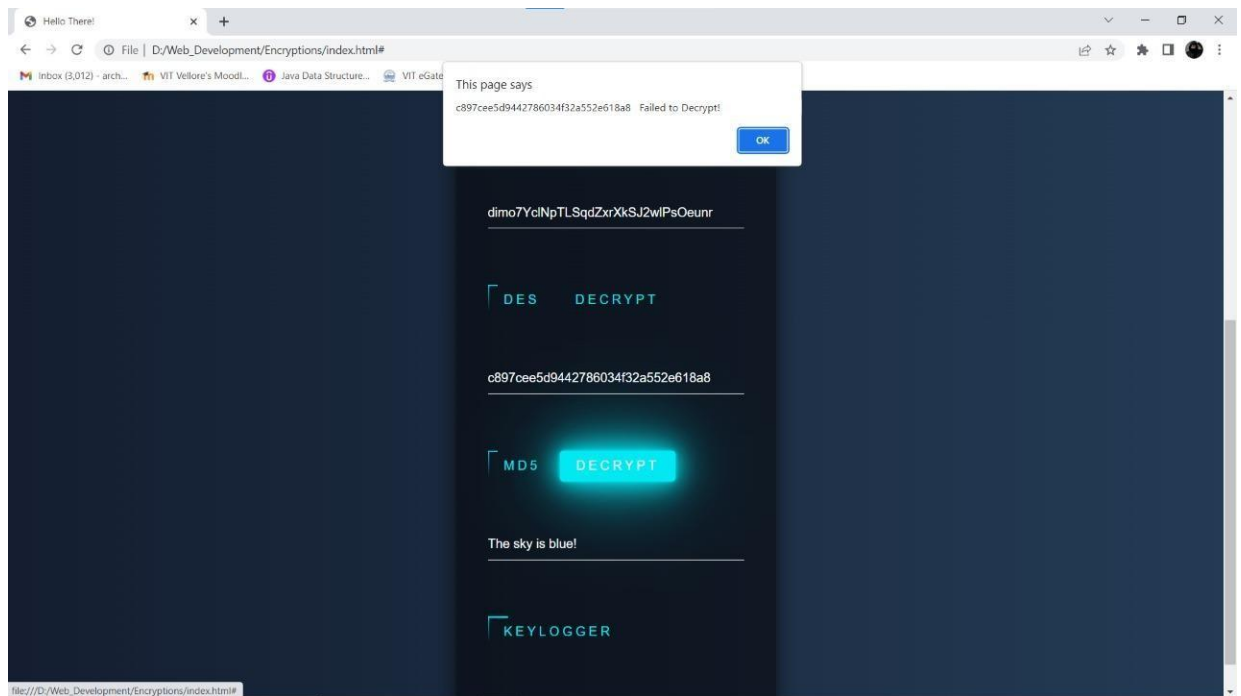 Hello There!
File | D:/Web_Development/Encryptions/index.html#
Inbox (3,012) - arch... VIT Vellore's Moodl... Java Data Structure... VIT eGate
This page says
c897cee5d9442786034f32a552e618a8 Failed to Decrypt!
OK
dimo7YclNpTLSqdZxrXkSJ2wlPsOeunr
DES DECRYPT
c897cee5d9442786034f32a552e618a8
MD5 DECRYPT
The sky is blue!
KEYLOGGER
file:///D:/Web_Development/Encryptions/index.html#